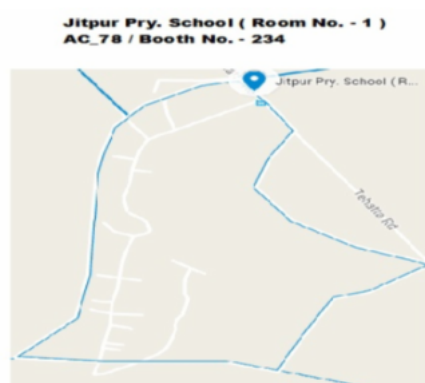 Jitpur Pry. School ( Room No. - 1 )
AC_78 / Booth No. - 234
Jitpur Pry. School ( R...
Tehatta Rd